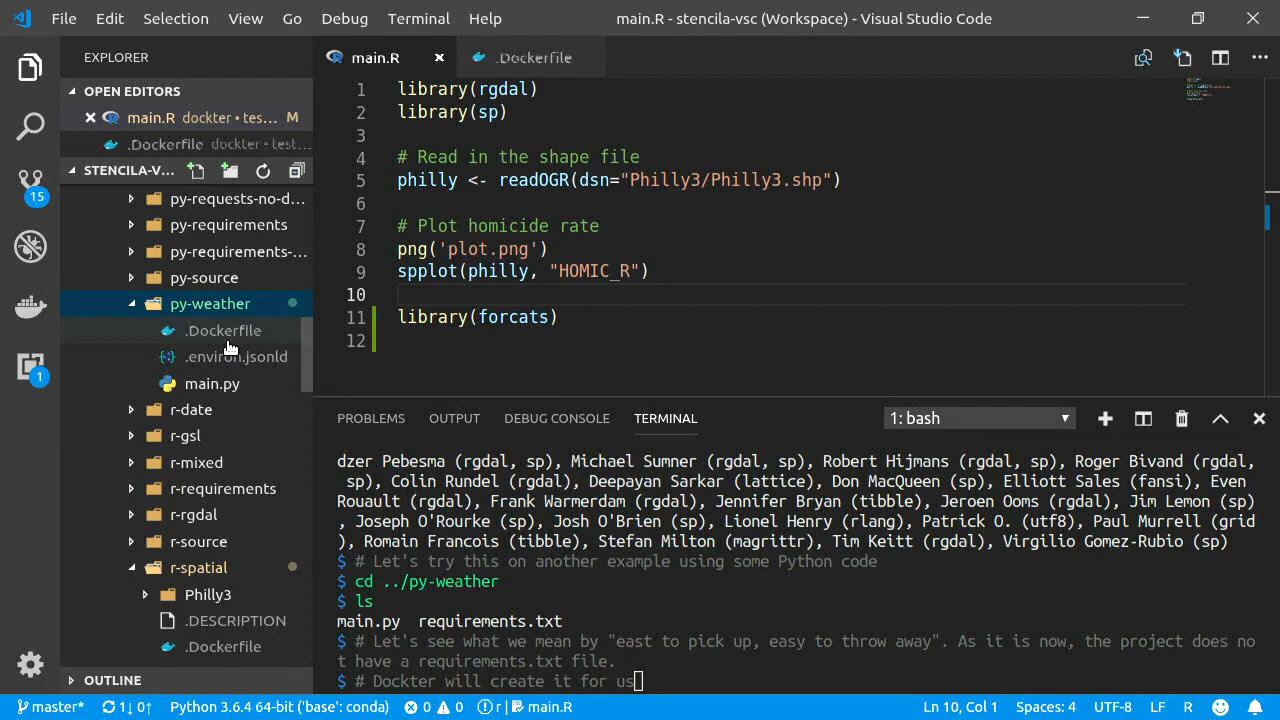 File Edit Selection View Go Debug Terminal Help main.R - stencila-vsc (Workspace) - Visual Studio Code
EXPLORER
main.R
.Dockerfile
OPEN EDITORS
main.R dockter • tes... M
.Dockerfile dockter • test...
STENCILA-V...
py-requests-no-d...
py-requirements
py-requirements-...
py-source
py-weather
.Dockerfile
.environ.jsonld
main.py
r-date
r-gsl
r-mixed
r-requirements
r-rgdal
r-source
r-spatial
Philly3
.DESCRIPTION
.Dockerfile
OUTLINE
15
1
1 library(rgdal)
2 library(sp)
3
4 # Read in the shape file
5 philly <- readOGR(dsn="Philly3/Philly3.shp")
6
7 # Plot homicide rate
8 png('plot.png')
9 spplot(philly, "HOMIC_R")
10
11 library(forcats)
12
PROBLEMS OUTPUT DEBUG CONSOLE TERMINAL 1: bash
dzer Pebesma (rgdal, sp), Michael Sumner (rgdal, sp), Robert Hijmans (rgdal, sp), Roger Bivand (rgdal,
sp), Colin Rundel (rgdal), Deepayan Sarkar (lattice), Don MacQueen (sp), Elliott Sales (fansi), Even
Rouault (rgdal), Frank Warmerdam (rgdal), Jennifer Bryan (tibble), Jeroen Ooms (rgdal), Jim Lemon (sp)
, Joseph O'Rourke (sp), Josh O'Brien (sp), Lionel Henry (rlang), Patrick O. (utf8), Paul Murrell (grid
), Romain Francois (tibble), Stefan Milton (magrittr), Tim Keitt (rgdal), Virgilio Gomez-Rubio (sp)
$ # Let's try this on another example using some Python code
$ cd ../py-weather
$ ls
main.py requirements.txt
$ # Let's see what we mean by "east to pick up, easy to throw away". As it is now, the project does no
t have a requirements.txt file.
$ # Dockter will create it for us
master* 1↓ 0↑ Python 3.6.4 64-bit ('base': conda) 0 0 r | main.R Ln 10, Col 1 Spaces: 4 UTF-8 LF R